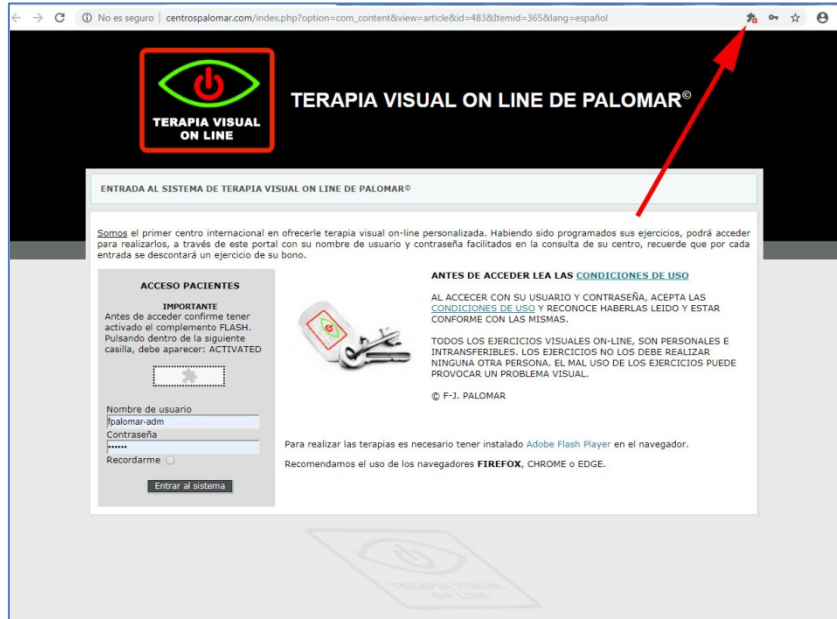 No es seguro | centrospalomar.com/index.php?option=com_content&view=article&id=483&Itemid=365&lang=español
TERAPIA VISUAL
ON LINE
TERAPIA VISUAL ON LINE DE PALOMAR©
ENTRADA AL SISTEMA DE TERAPIA VISUAL ON LINE DE PALOMAR©
Somos el primer centro internacional en ofrecerle terapia visual on-line personalizada. Habiendo sido programados sus ejercicios, podrá acceder
para realizarlos, a través de este portal con su nombre de usuario y contraseña facilitados en la consulta de su centro, recuerde que por cada
entrada se descontará un ejercicio de su bono.
ACCESO PACIENTES
IMPORTANTE
Antes de acceder confirme tener
activado el complemento FLASH.
Pulsando dentro de la siguiente
casilla, debe aparecer: ACTIVATED
Nombre de usuario
fpalomar-adm
Contraseña
••••••
Recordarme
Entrar al sistema
ANTES DE ACCEDER LEA LAS CONDICIONES DE USO
AL ACCECER CON SU USUARIO Y CONTRASEÑA, ACEPTA LAS
CONDICIONES DE USO Y RECONOCE HABERLAS LEIDO Y ESTAR
CONFORME CON LAS MISMAS.
TODOS LOS EJERCICIOS VISUALES ON-LINE, SON PERSONALES E
INTRANSFERIBLES. LOS EJERCICIOS NO LOS DEBE REALIZAR
NINGUNA OTRA PERSONA. EL MAL USO DE LOS EJERCICIOS PUEDE
PROVOCAR UN PROBLEMA VISUAL.
© F-J. PALOMAR
Para realizar las terapias es necesario tener instalado Adobe Flash Player en el navegador.
Recomendamos el uso de los navegadores FIREFOX, CHROME o EDGE.
TERAPIA VISUAL
ON LINE